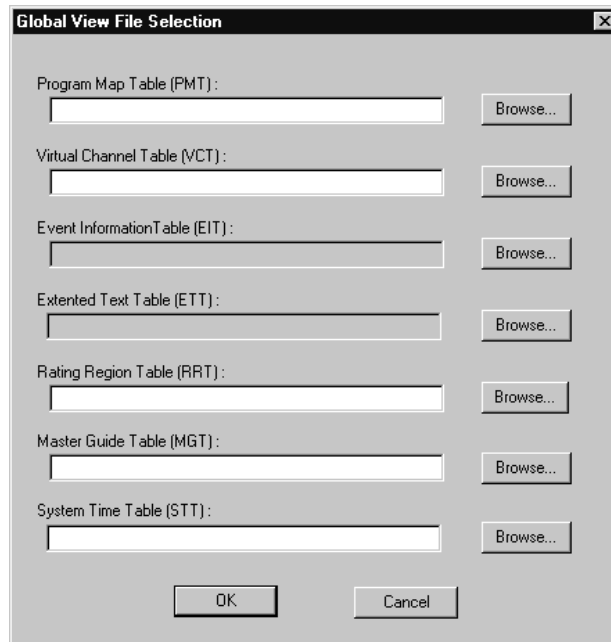 Global View File Selection
Program Map Table (PMT) :
Browse...
Virtual Channel Table (VCT) :
Browse...
Event InformationTable (EIT) :
Browse...
Extented Text Table (ETT) :
Browse...
Rating Region Table (RRT) :
Browse...
Master Guide Table (MGT) :
Browse...
System Time Table (STT) :
Browse...
OK
Cancel